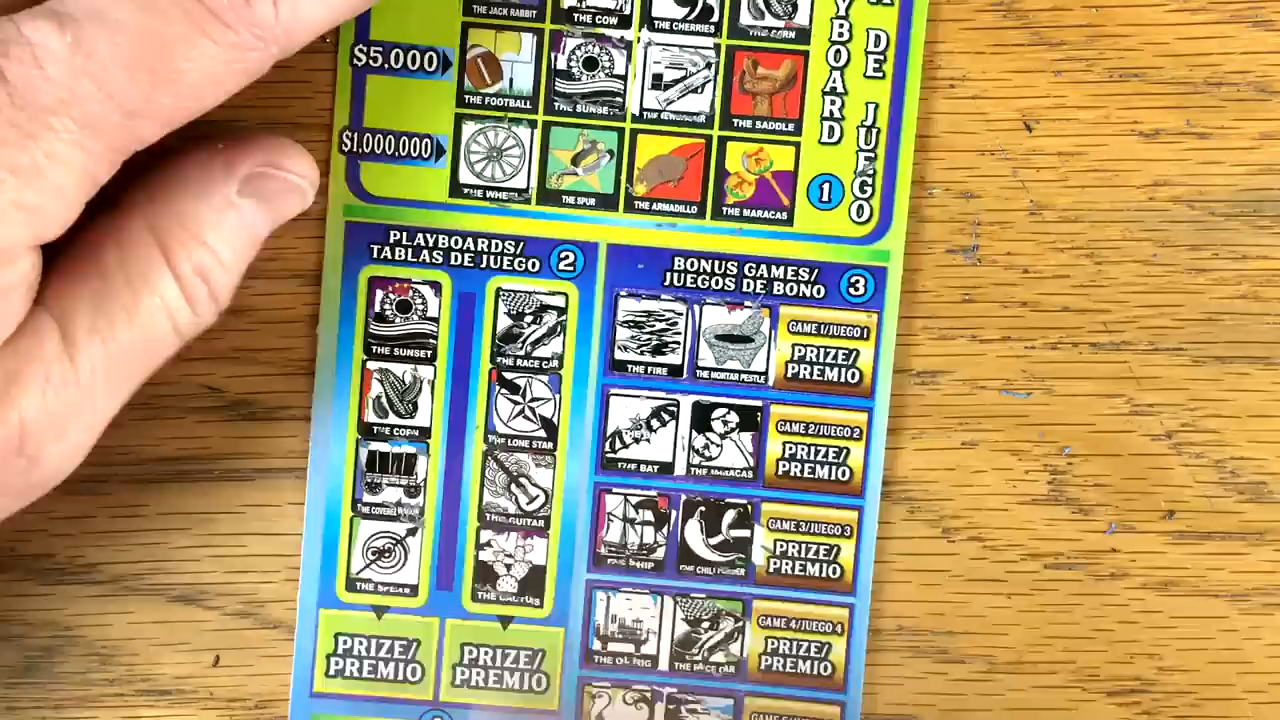 THE JACK RABBIT
THE COW
THE CHERRIES
THE CORN
$5,000
THE FOOTBALL
THE SUNSET
THE SADDLE
$1,000,000
THE WHEEL
THE SPUR
THE ARMADILLO
THE MARACAS
YBOARD
DE JUEGO
1
PLAYBOARDS/
TABLAS DE JUEGO
2
THE SUNSET
THE CORN
THE COVERED WAGON
THE SPEAR
PRIZE/
PREMIO
THE RACE CAR
THE LONE STAR
THE GUITAR
THE CACTUS
PRIZE/
PREMIO
BONUS GAMES/
JUEGOS DE BONO
3
THE FIRE
THE MORTAR PESTLE
GAME 1/JUEGO 1
PRIZE/
PREMIO
THE BAT
THE MARACAS
GAME 2/JUEGO 2
PRIZE/
PREMIO
THE SHIP
THE CHILI PEPPER
GAME 3/JUEGO 3
PRIZE/
PREMIO
THE OIL RIG
THE RACE CAR
GAME 4/JUEGO 4
PRIZE/
PREMIO
GAME 5/JUEGO 5